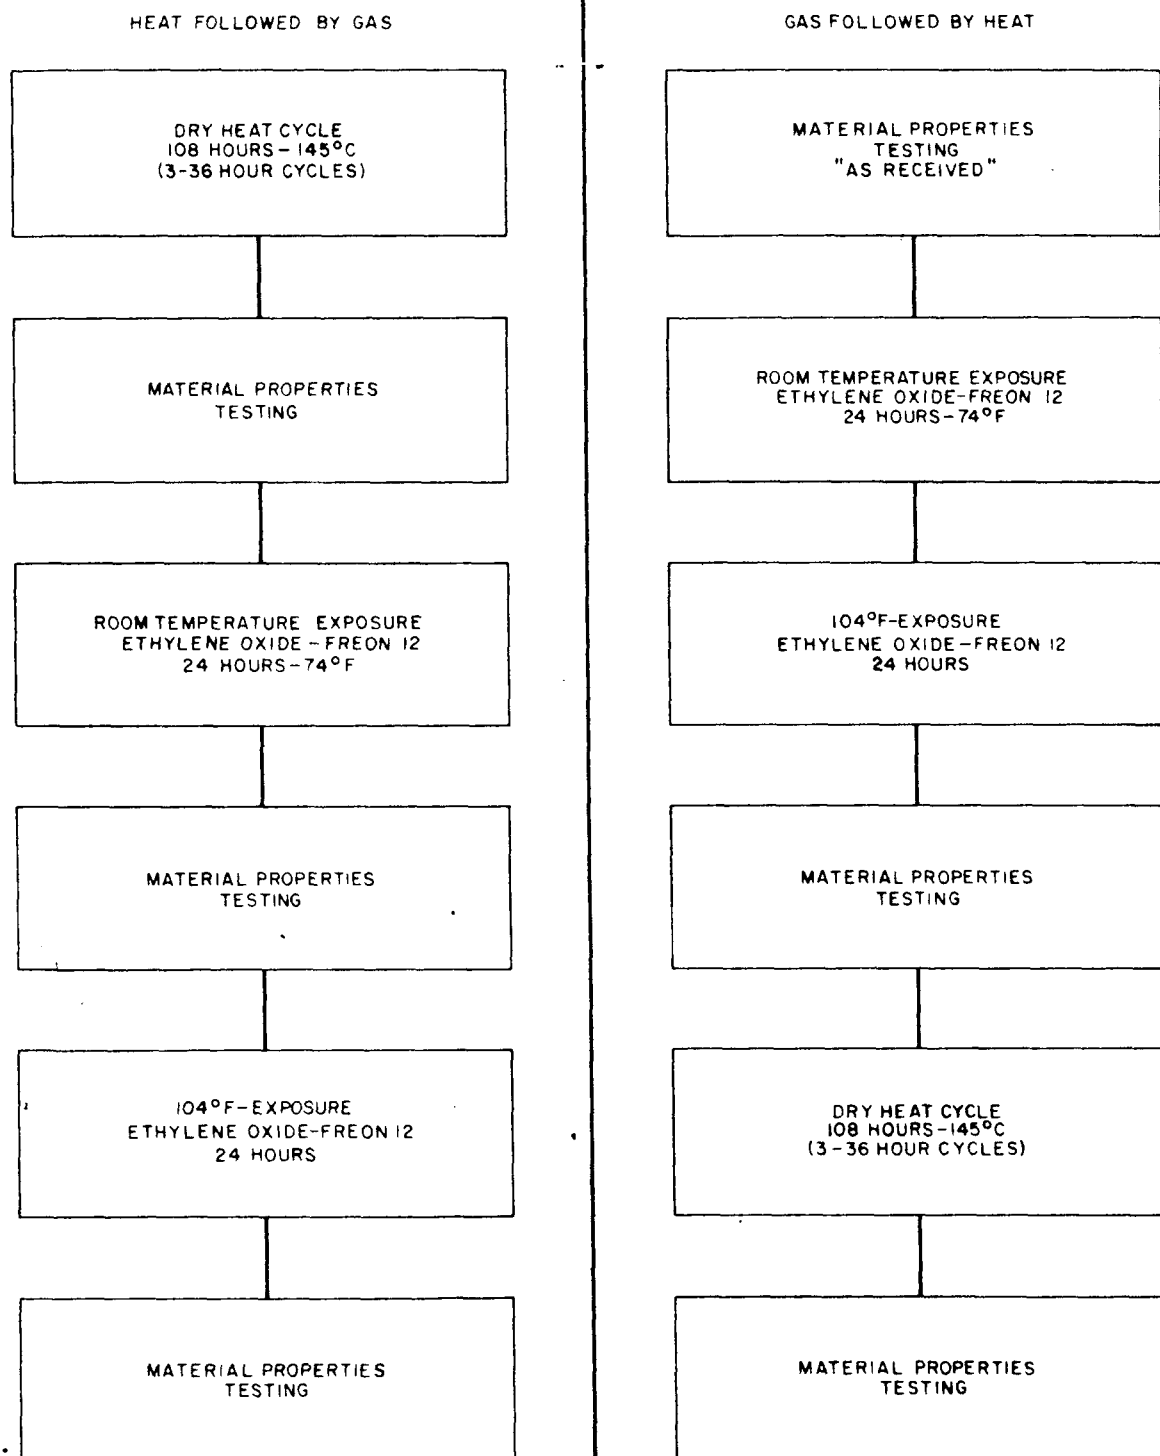 HEAT FOLLOWED BY GAS
DRY HEAT CYCLE
108 HOURS - 145°C
(3-36 HOUR CYCLES)
MATERIAL PROPERTIES
TESTING
ROOM TEMPERATURE EXPOSURE
ETHYLENE OXIDE - FREON 12
24 HOURS - 74°F
MATERIAL PROPERTIES
TESTING
104°F - EXPOSURE
ETHYLENE OXIDE-FREON 12
24 HOURS
MATERIAL PROPERTIES
TESTING
GAS FOLLOWED BY HEAT
MATERIAL PROPERTIES
TESTING
"AS RECEIVED"
ROOM TEMPERATURE EXPOSURE
ETHYLENE OXIDE-FREON 12
24 HOURS - 74°F
104°F-EXPOSURE
ETHYLENE OXIDE-FREON 12
24 HOURS
MATERIAL PROPERTIES
TESTING
DRY HEAT CYCLE
108 HOURS - 145°C
(3-36 HOUR CYCLES)
MATERIAL PROPERTIES
TESTING